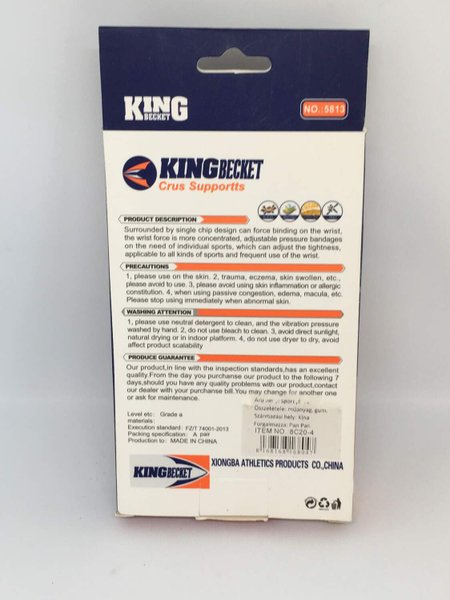 KING
BECKET
NO.:5813
KINGBECKET
Crus Supportts
PRODUCT DESCRIPTION
Surrounded by single chip design can force binding on the wrist,
the wrist force is more concentrated, adjustable pressure bandages
on the need of individual sports, which can adjust the tightness,
applicable to all kinds of sports and frequent use of the wrist.
PRECAUTIONS
1, please use on the skin. 2, trauma, eczema, skin swollen, etc.,
please avoid to use. 3, please avoid using skin inflammation or allergic
constitution. 4, when using passive congestion, edema, macula, etc.
Please stop using immediately when abnormal skin.
WASHING ATTENTION
1, please use neutral detergent to clean, and the vibration pressure
washed by hand. 2, do not use bleach to clean. 3, avoid direct sunlight,
natural drying or in indoor platform. 4, do not use dryer to dry, avoid
affect product scalability
PRODUCE GUARANTEE
Our product,in line with the inspection standards,has an excellent
quality.From the day you purchanse our product to the following 7
days,should you have any quality problems with our product,contact
our dealer with your purchanse bill.You may change for another one
or ask for maintenance.
Level etc: Grade a
materials:
Execution standard : FZ/T 74001-2013
Packing specification : A pair
Production to: MADE IN CHINA
Összetétele: műanyag, gumi,
Származási hely: kína
Forgalmazza: Pan Pan
ITEM NO.: 8C20-4
KINGBECKET
XIONGBA ATHLETICS PRODUCTS CO.,CHINA